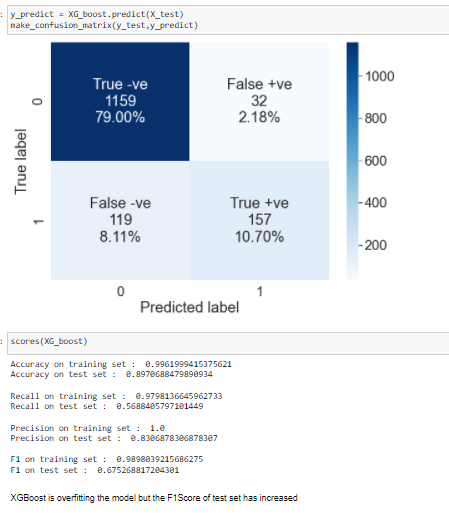 y_predict = XG_boost.predict(X_test)
make_confusion_matrix(y_test,y_predict)
True -ve
1159
79.00%
False +ve
32
2.18%
False -ve
119
8.11%
True +ve
157
10.70%
True label
0
1
0
1
Predicted label
1000
800
600
400
200
scores(XG_boost)
Accuracy on training set :  0.9961999415375621
Accuracy on test set :  0.8970688479890934
Recall on training set :  0.9798136645962733
Recall on test set :  0.5688405797101449
Precision on training set :  1.0
Precision on test set :  0.8306878306878307
F1 on training set :  0.9898039215686275
F1 on test set :  0.675268817204301
XGBoost is overfitting the model but the F1Score of test set has increased